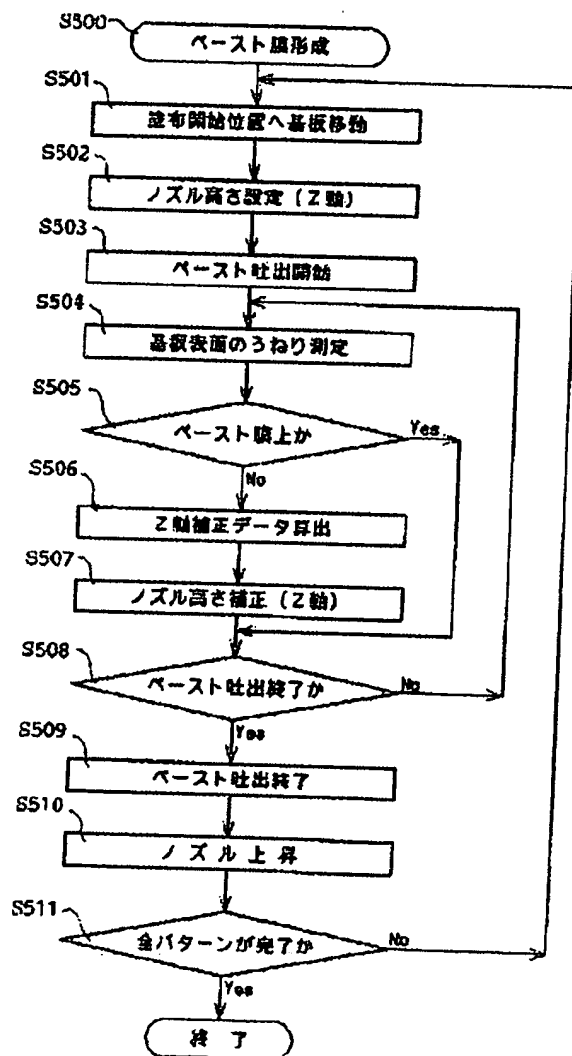 S500
ペースト膜形成
S501
塗布開始位置へ基板移動
S502
ノズル高さ設定(Z軸)
S503
ペースト吐出開始
S504
基板表面のうねり測定
S505
ペースト膜上か
Yes
No
S506
Z軸補正データ算出
S507
ノズル高さ補正(Z軸)
S508
ペースト吐出終了か
No
Yes
S509
ペースト吐出終了
S510
ノズル上昇
S511
全パターンが完了か
No
Yes
終了